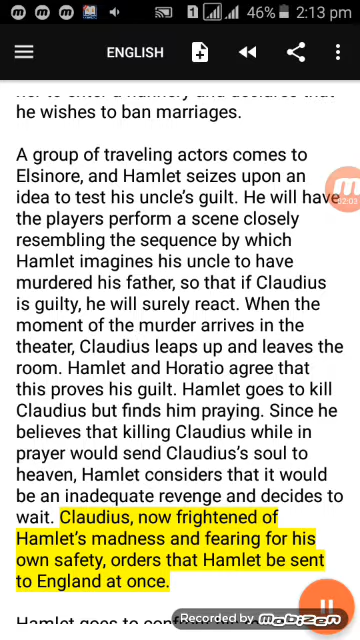 1 46% 2:13 pm
ENGLISH
he wishes to ban marriages.
A group of traveling actors comes to
Elsinore, and Hamlet seizes upon an
idea to test his uncle's guilt. He will have
the players perform a scene closely
resembling the sequence by which
Hamlet imagines his uncle to have
murdered his father, so that if Claudius
is guilty, he will surely react. When the
moment of the murder arrives in the
theater, Claudius leaps up and leaves the
room. Hamlet and Horatio agree that
this proves his guilt. Hamlet goes to kill
Claudius but finds him praying. Since he
believes that killing Claudius while in
prayer would send Claudius's soul to
heaven, Hamlet considers that it would
be an inadequate revenge and decides to
wait. Claudius, now frightened of
Hamlet's madness and fearing for his
own safety, orders that Hamlet be sent
to England at once.
02:03
Hamlet goes to
Recorded by mobizen